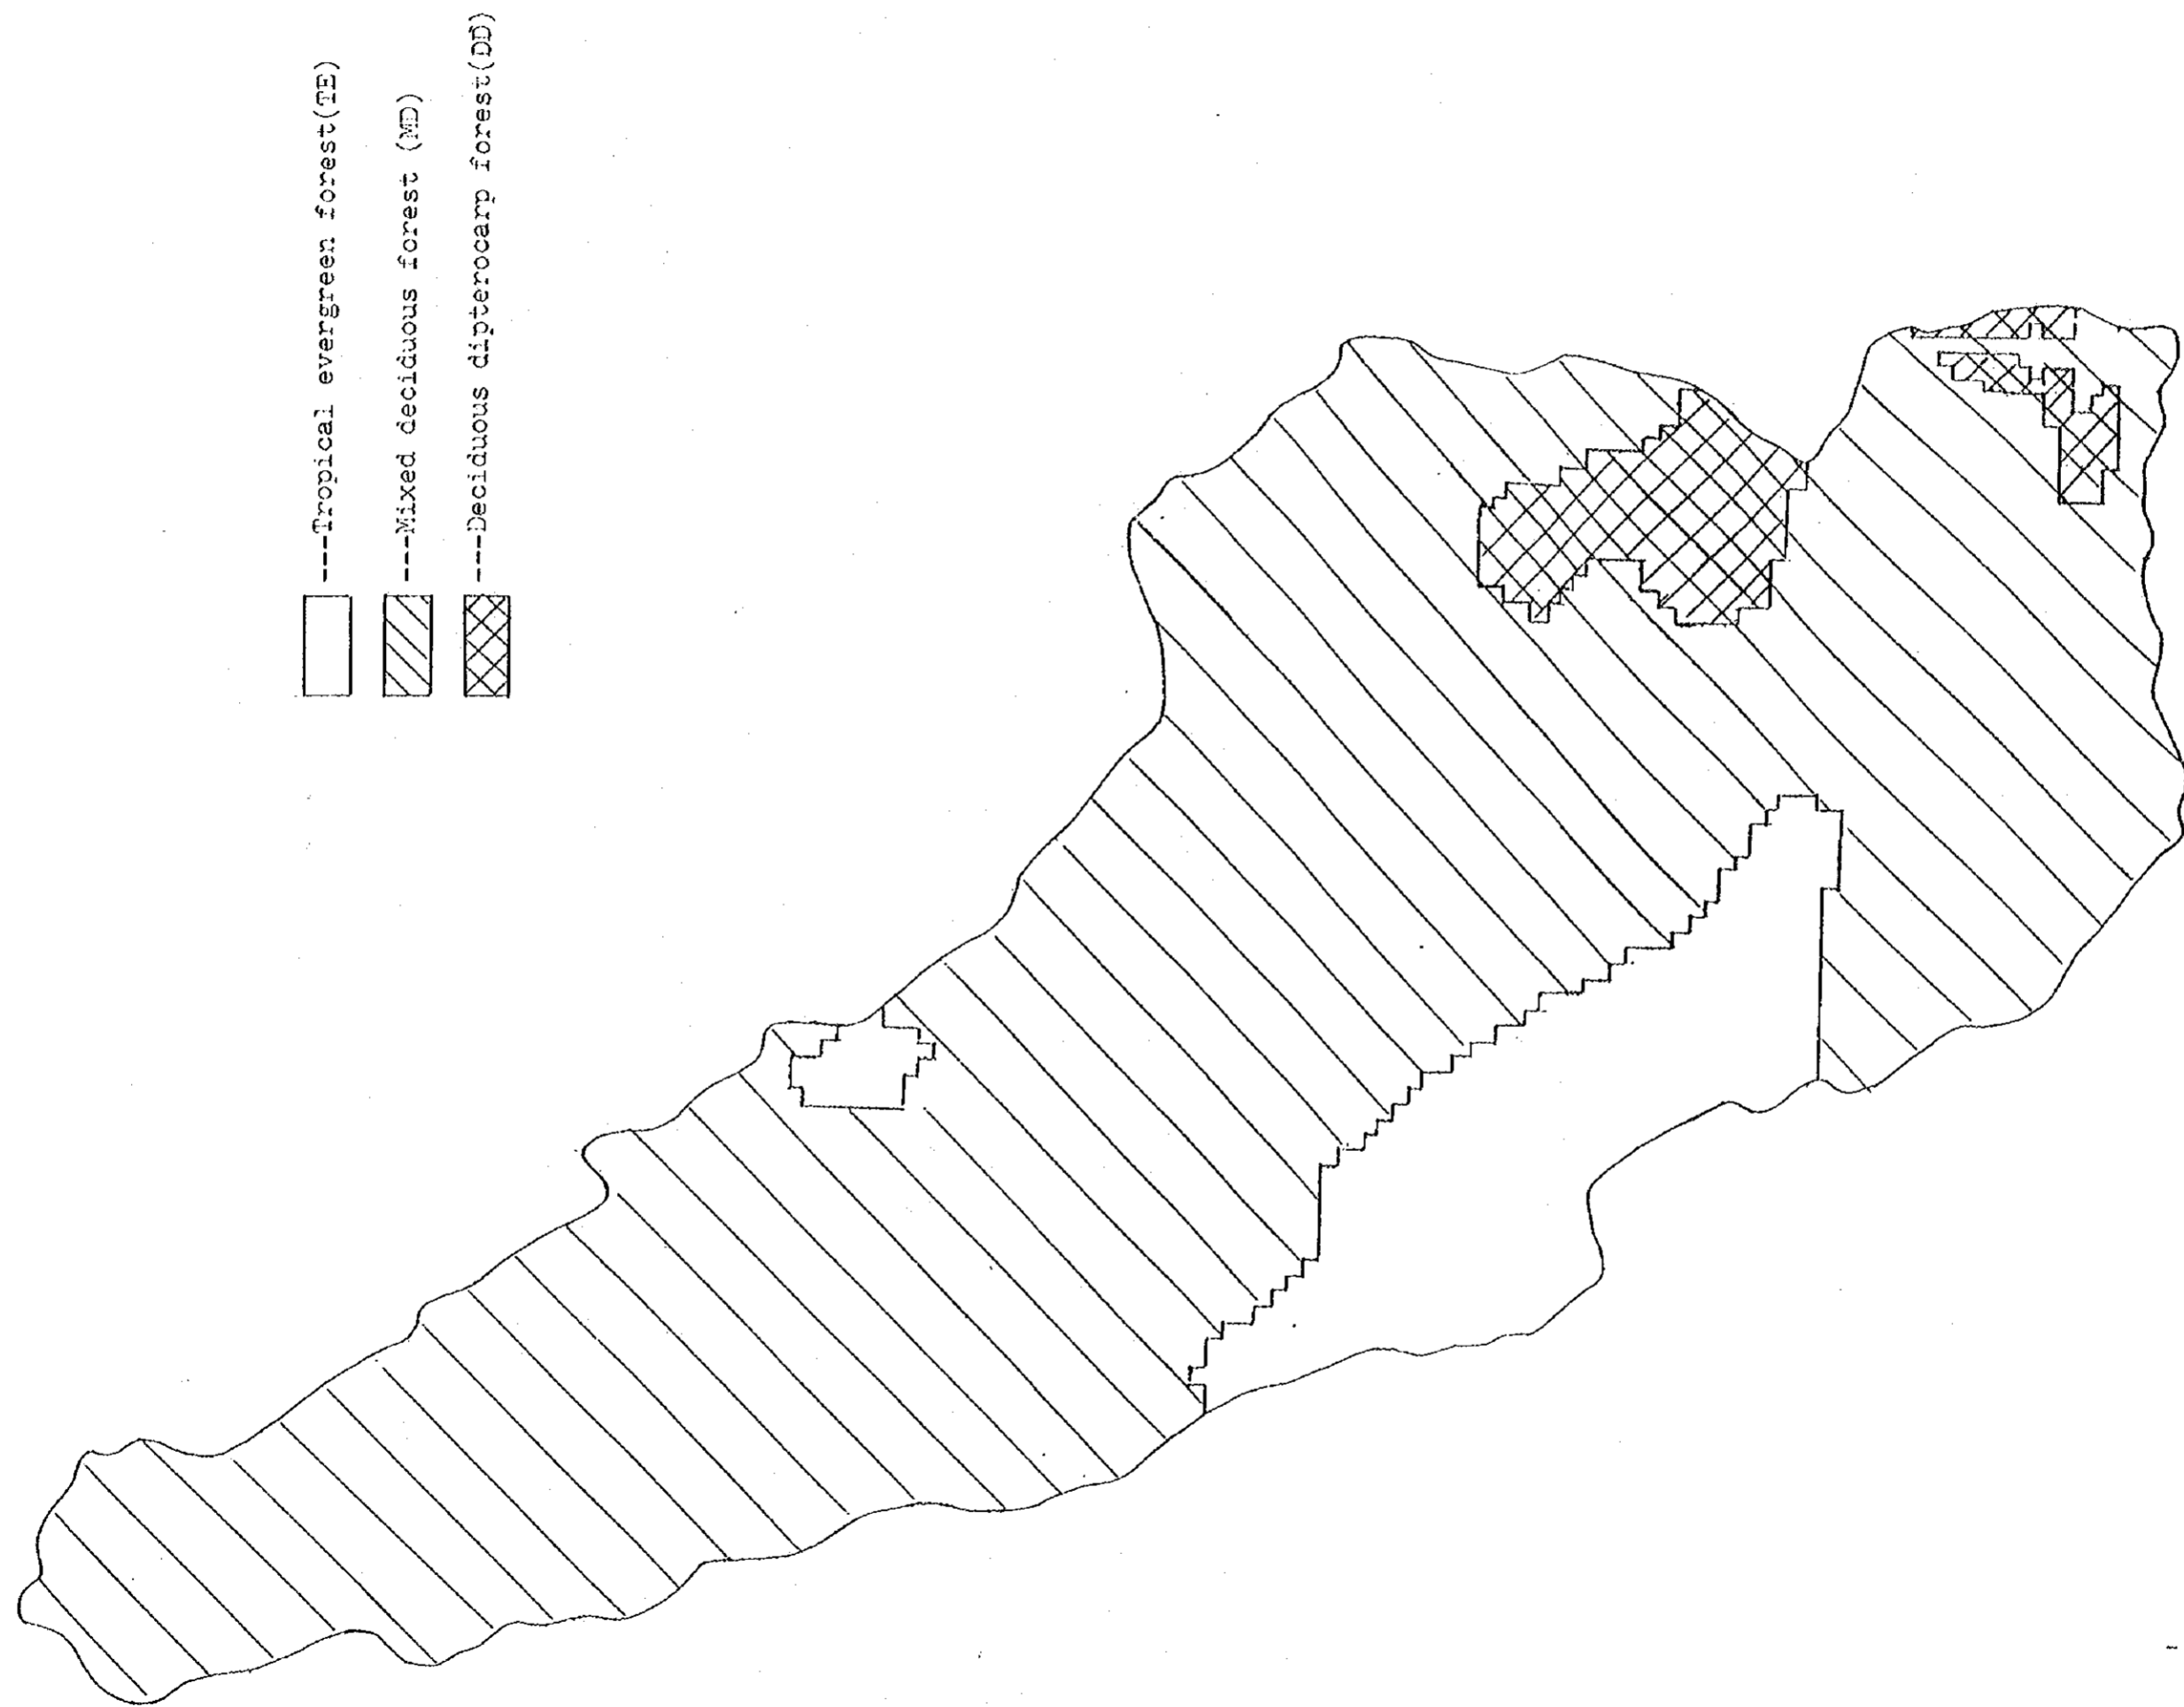 ---Tropical evergreen forest(TE)
---Mixed deciduous forest (MD)
---Deciduous dipterocarp forest(DD)